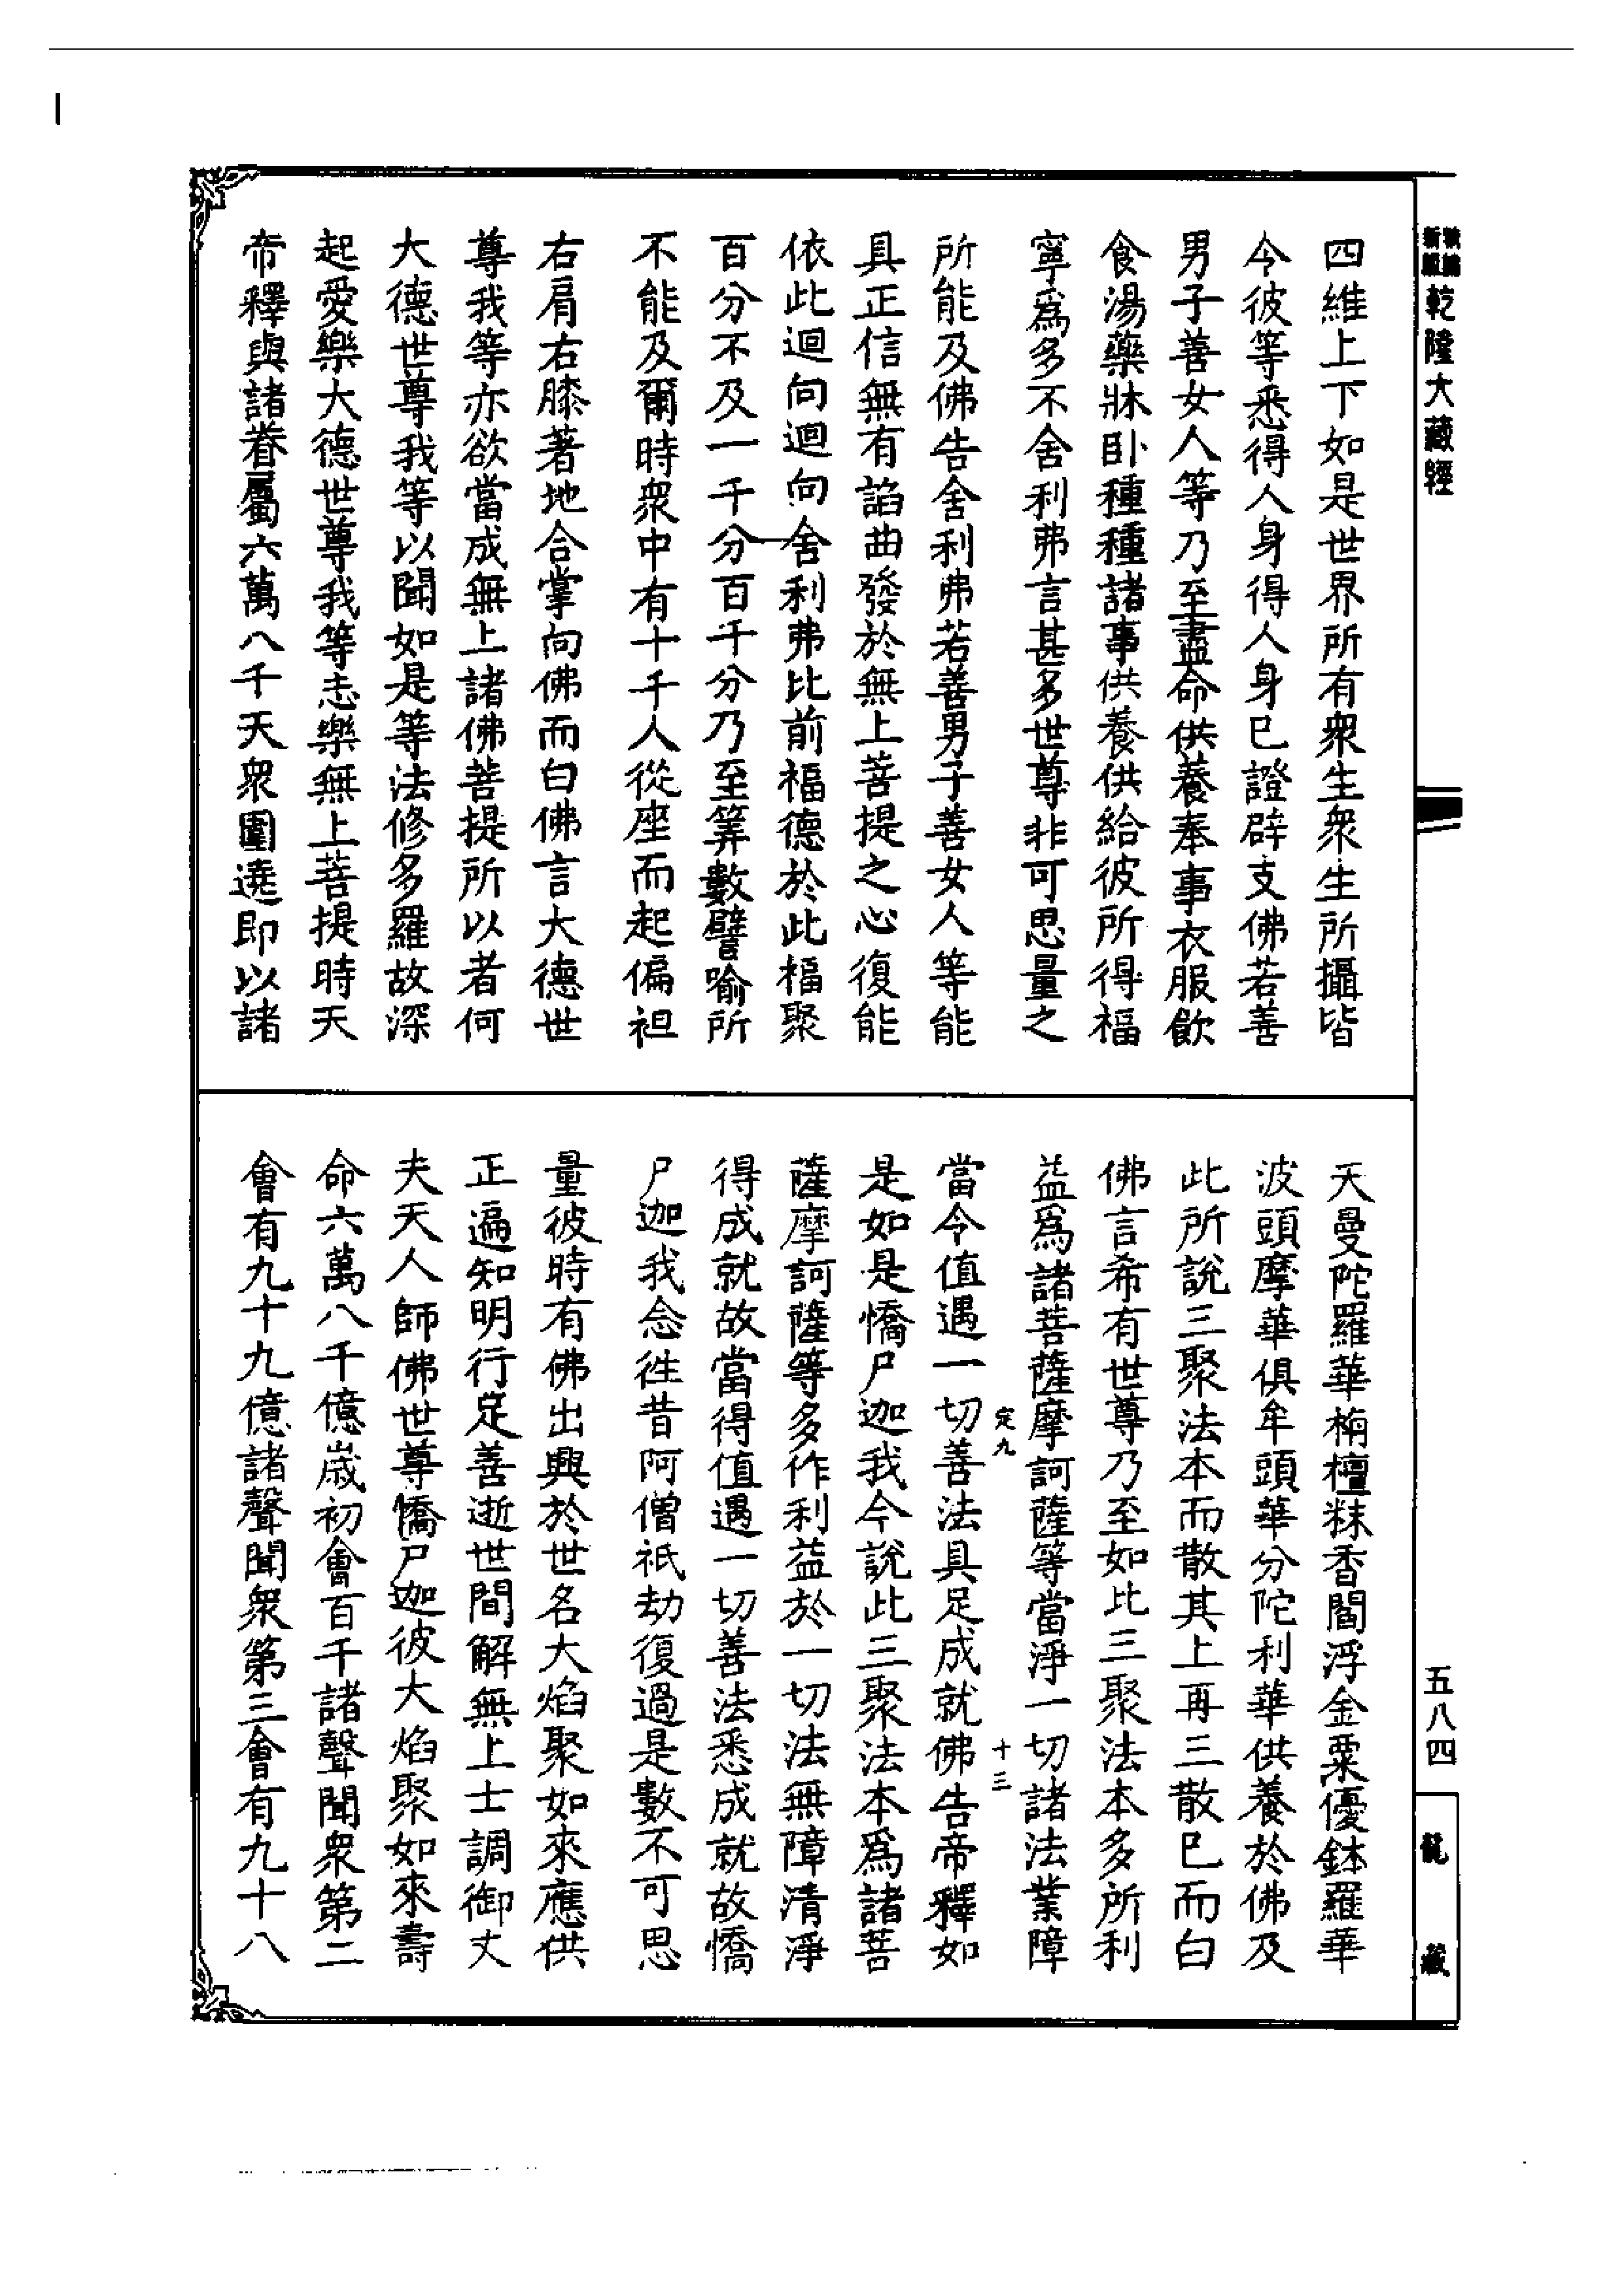 乾隆大藏經
四維上下如是世界所有衆生衆生所攝皆
今彼等悉得人身得人身已證辟支佛若善
男子善女人等乃至盡命供養奉事衣服飲
食湯藥牀卧種種諸事供養供給彼所得福
寧爲多不舍利弗言甚多世尊非可思量之
所能及佛告舍利弗若善男子善女人等能
具正信無有諂曲發於無上菩提之心復能
依此迴向迴向舍利弗比前福德於此福聚
百分不及一千分百千分乃至筭數譬喻所
不能及爾時衆中有十千人從座而起偏袒
右肩右膝著地合掌向佛而白佛言大德世
尊我等亦欲當成無上諸佛菩提所以者何
大德世尊我等以聞如是等法修多羅故深
起愛樂大德世尊我等志樂無上菩提時天
帝釋與諸眷屬六萬八千天衆圍遶即以諸
天曼陀羅華栴檀粖香閻浮金粟優鉢羅華
波頭摩華俱牟頭華分陀利華供養於佛及
此所說三聚法本而散其上再三散已而白
佛言希有世尊乃至如比三聚法本多所利
益爲諸菩薩摩訶薩等當淨一切諸法業障
定九 十三
當今值遇一切善法具足成就佛告帝釋如
是如是憍尸迦我今說此三聚法本爲諸菩
薩摩訶薩等多作利益於一切法無障清淨
得成就故當得值遇一切善法悉成就故憍
尸迦我念徃昔阿僧祇劫復過是數不可思
量彼時有佛出興於世名大焰聚如來應供
正遍知明行足善逝世間解無上士調御丈
夫天人師佛世尊憍尸迦彼大焰聚如來壽
命六萬八千億嵗初會百千諸聲聞衆第二
會有九十九億諸聲聞衆第三會有九十八
五八四
龍藏